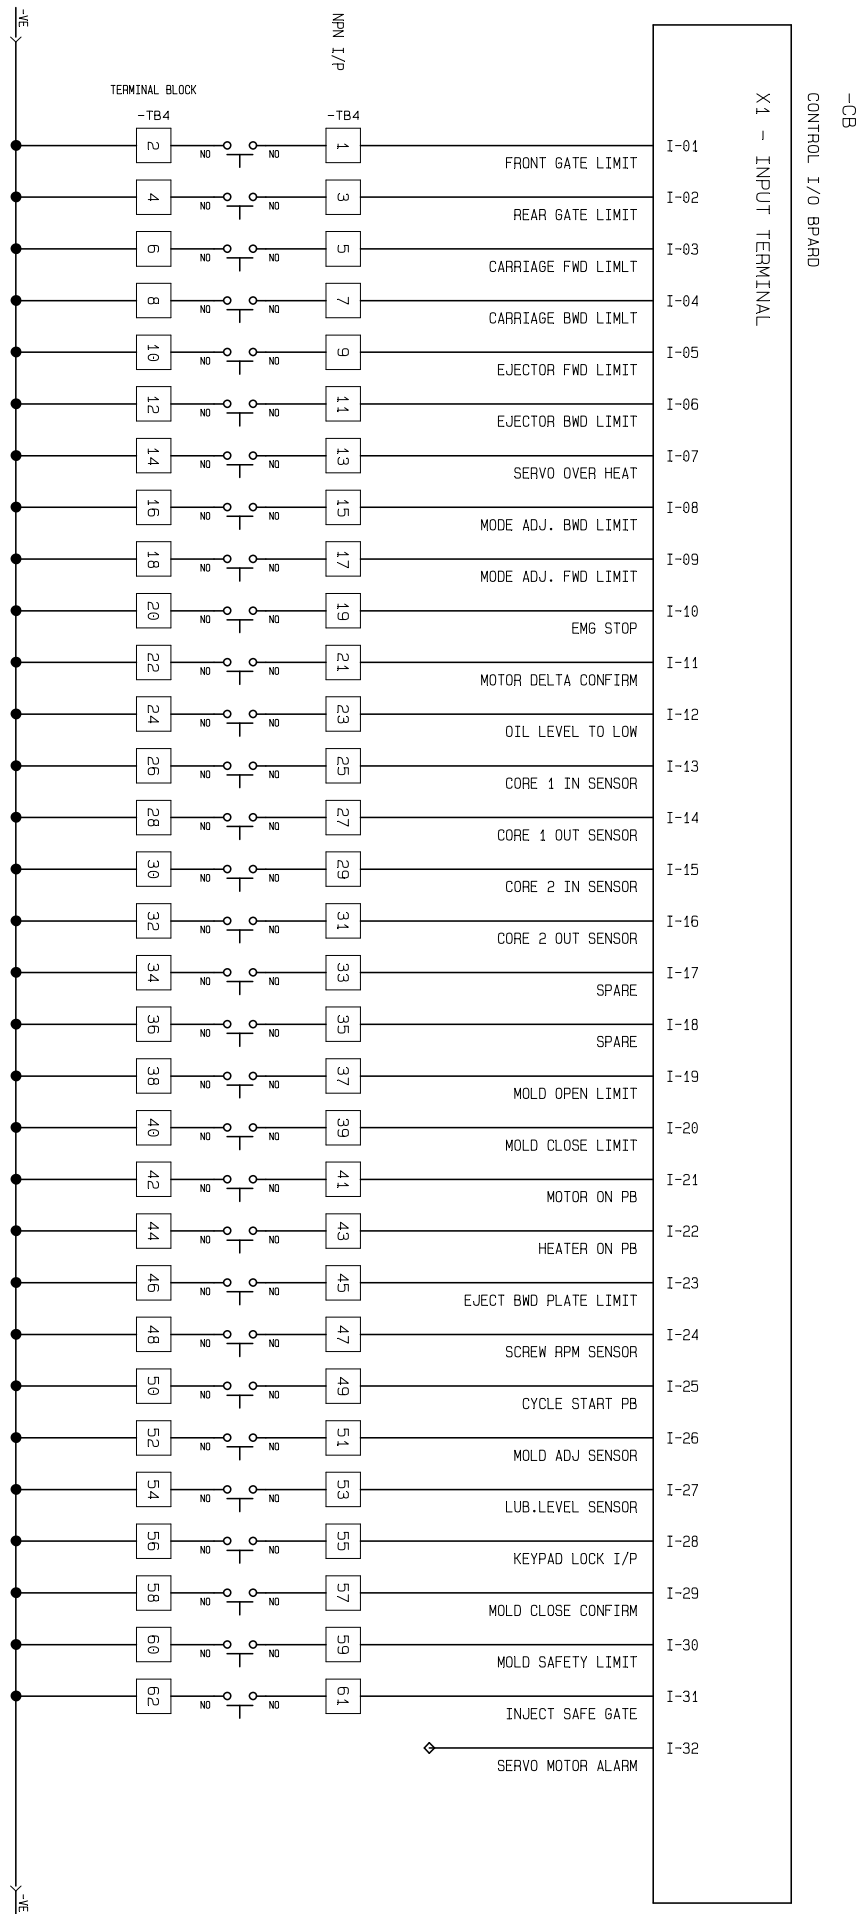 -VE
NPN I/P
-CB
CONTROL I/O BPARD
X1 - INPUT TERMINAL
TERMINAL BLOCK
-TB4 -TB4
2 NO NO 1 I-01
FRONT GATE LIMIT
4 NO NO 3 I-02
REAR GATE LIMIT
6 NO NO 5 I-03
CARRIAGE FWD LIMLT
8 NO NO 7 I-04
CARRIAGE BWD LIMLT
10 NO NO 9 I-05
EJECTOR FWD LIMIT
12 NO NO 11 I-06
EJECTOR BWD LIMIT
14 NO NO 13 I-07
SERVO OVER HEAT
16 NO NO 15 I-08
MODE ADJ. BWD LIMIT
18 NO NO 17 I-09
MODE ADJ. FWD LIMIT
20 NO NO 19 I-10
EMG STOP
22 NO NO 21 I-11
MOTOR DELTA CONFIRM
24 NO NO 23 I-12
OIL LEVEL TO LOW
26 NO NO 25 I-13
CORE 1 IN SENSOR
28 NO NO 27 I-14
CORE 1 OUT SENSOR
30 NO NO 29 I-15
CORE 2 IN SENSOR
32 NO NO 31 I-16
CORE 2 OUT SENSOR
34 NO NO 33 I-17
SPARE
36 NO NO 35 I-18
SPARE
38 NO NO 37 I-19
MOLD OPEN LIMIT
40 NO NO 39 I-20
MOLD CLOSE LIMIT
42 NO NO 41 I-21
MOTOR ON PB
44 NO NO 43 I-22
HEATER ON PB
46 NO NO 45 I-23
EJECT BWD PLATE LIMIT
48 NO NO 47 I-24
SCREW RPM SENSOR
50 NO NO 49 I-25
CYCLE START PB
52 NO NO 51 I-26
MOLD ADJ SENSOR
54 NO NO 53 I-27
LUB.LEVEL SENSOR
56 NO NO 55 I-28
KEYPAD LOCK I/P
58 NO NO 57 I-29
MOLD CLOSE CONFIRM
60 NO NO 59 I-30
MOLD SAFETY LIMIT
62 NO NO 61 I-31
INJECT SAFE GATE
I-32
SERVO MOTOR ALARM
-VE